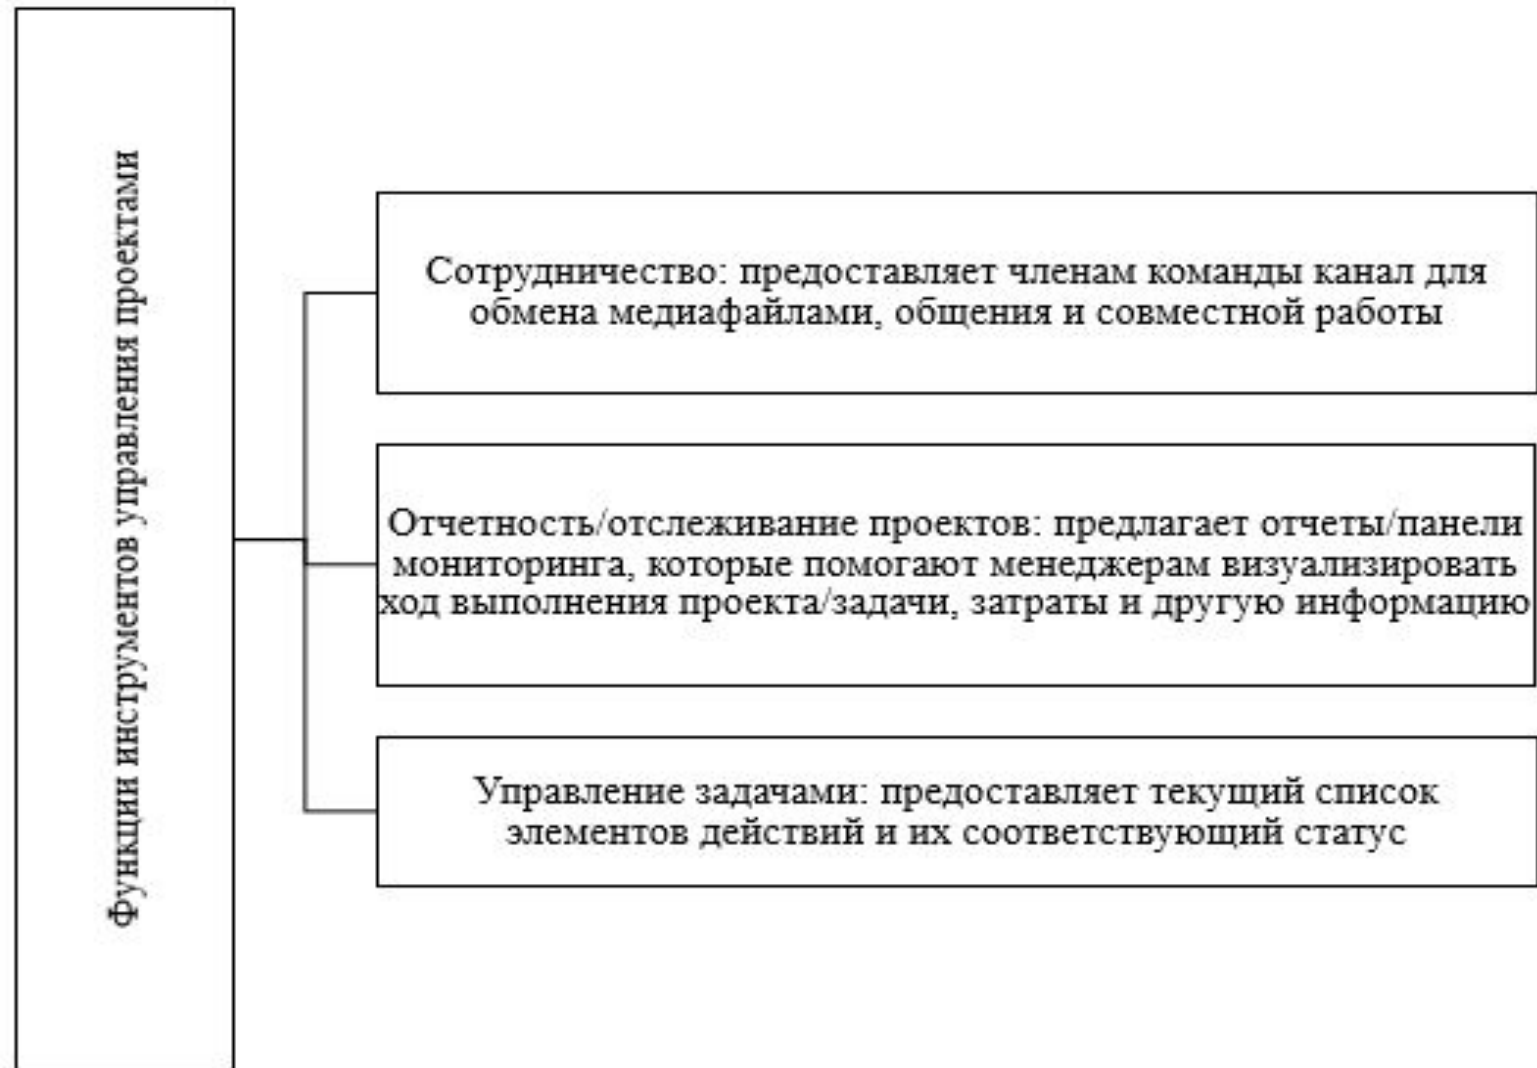 Функции инструментов управления проектами
Сотрудничество: предоставляет членам команды канал для
обмена медиафайлами, общения и совместной работы
Отчетность/отслеживание проектов: предлагает отчеты/панели
мониторинга, которые помогают менеджерам визуализировать
ход выполнения проекта/задачи, затраты и другую информацию
Управление задачами: предоставляет текущий список
элементов действий и их соответствующий статус